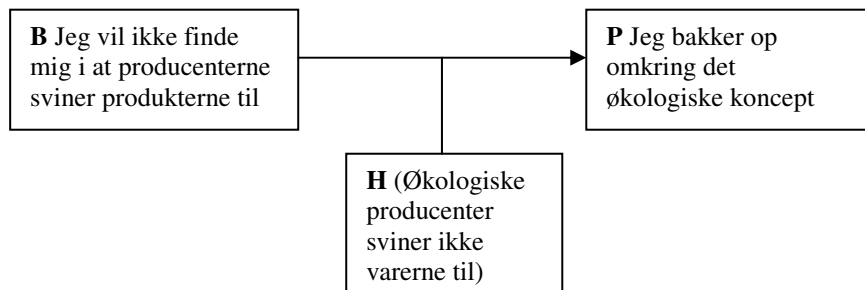 B Jeg vil ikke finde
mig i at producenterne
sviner produkterne til
P Jeg bakker op
omkring det
økologiske koncept
H (Økologiske
producenter
sviner ikke
varerne til)